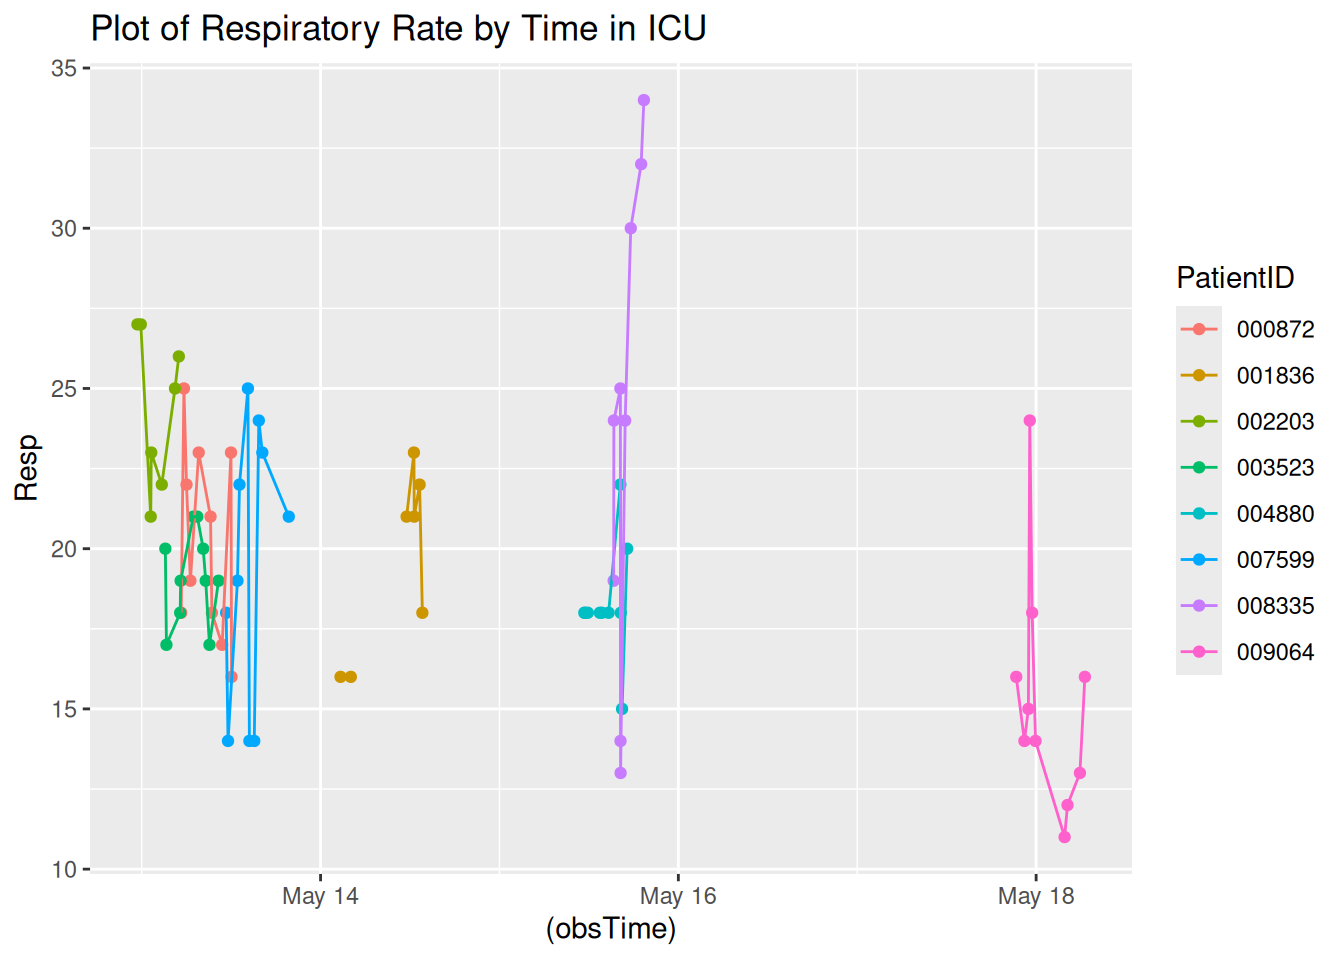 Plot of Respiratory Rate by Time in ICU
35
30
25
20
15
10
Resp
May 14
May 16
May 18
(obsTime)
PatientID
000872
001836
002203
003523
004880
007599
008335
009064